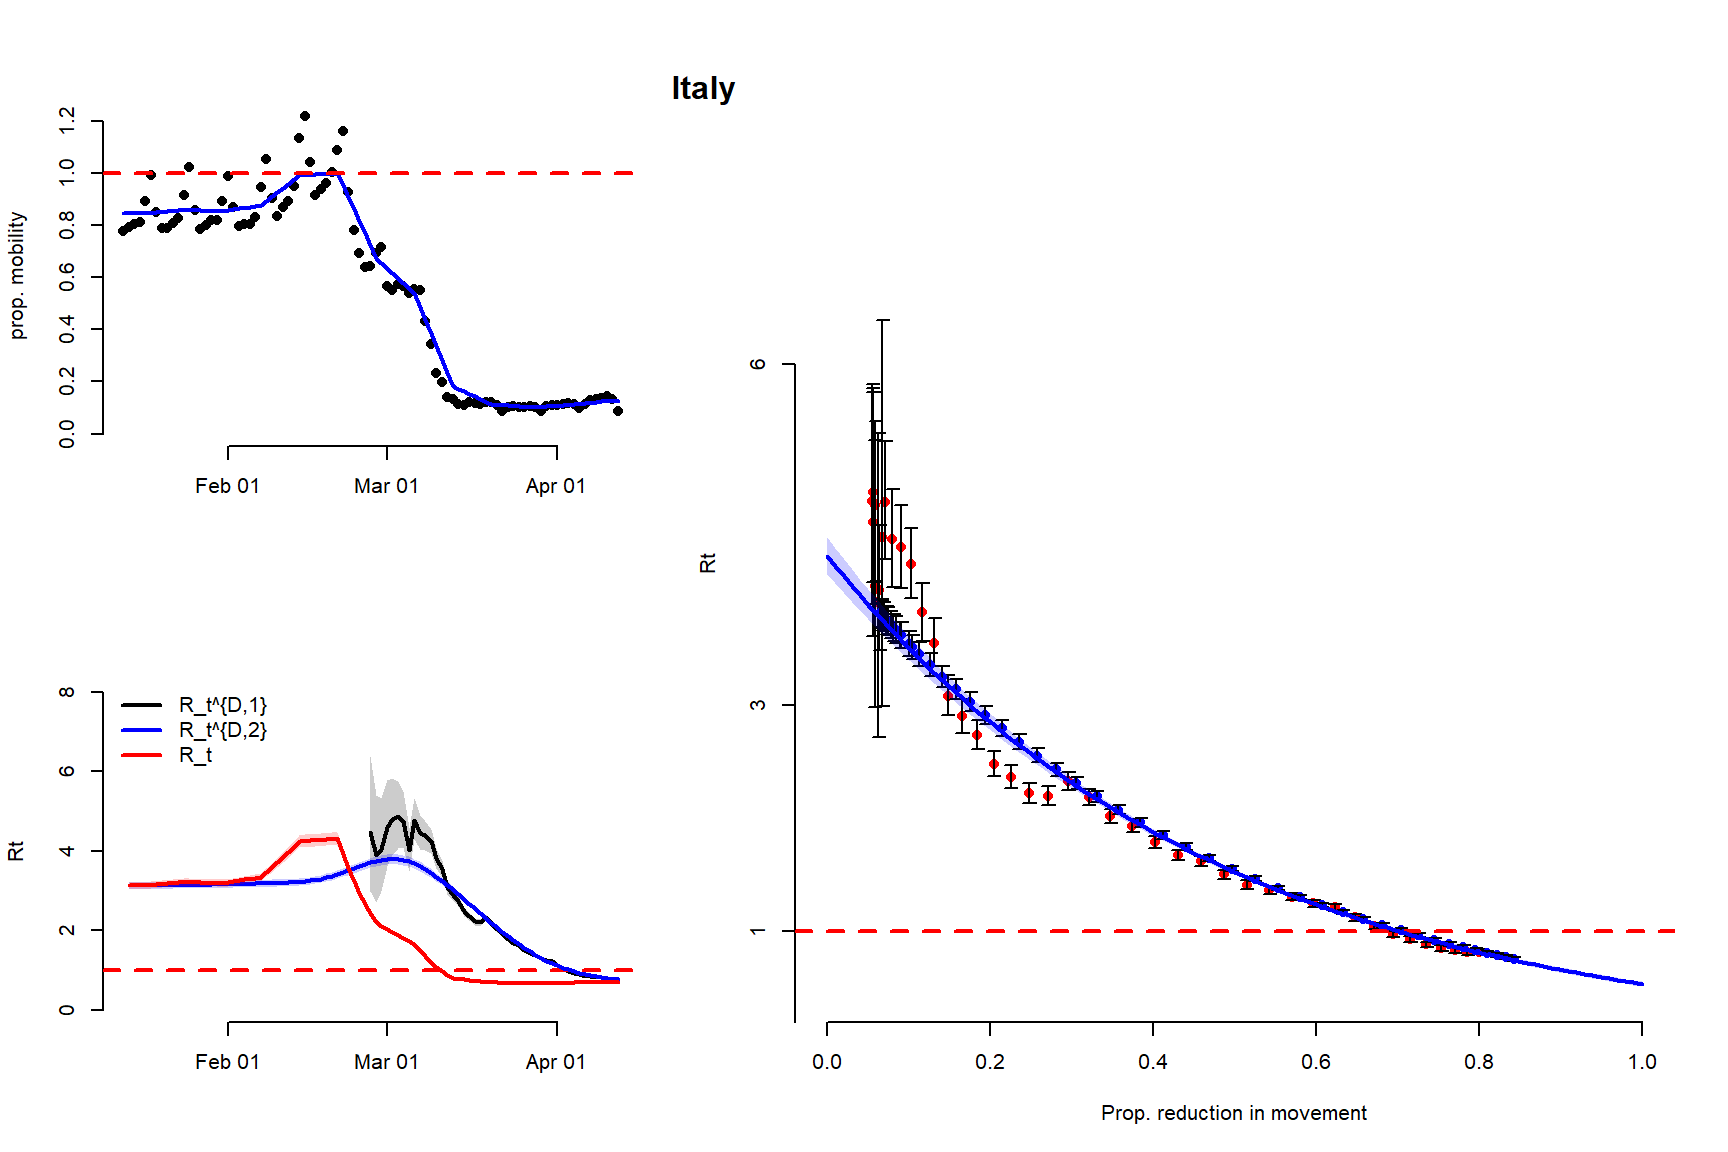 Italy
prop. mobility
1.2
1.0
0.8
0.6
0.4
0.2
0.0
Feb 01 Mar 01 Apr 01
Rt
8
6
4
2
0
R_t^{D,1}
R_t^{D,2}
R_t
Feb 01 Mar 01 Apr 01
Rt
6
3
1
0.0 0.2 0.4 0.6 0.8 1.0
Prop. reduction in movement